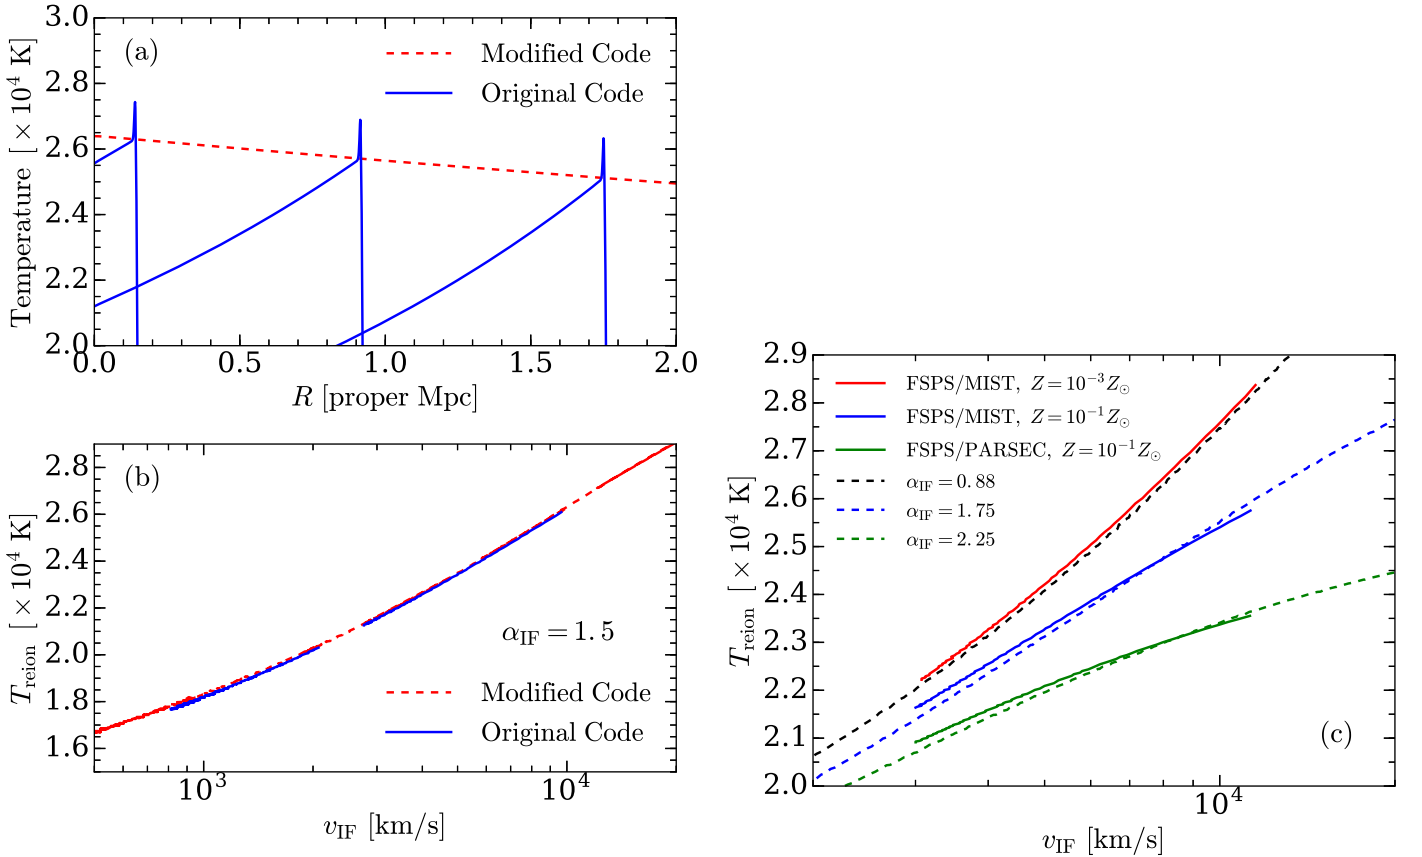 3.0
2.8
2.6
2.4
2.2
2.0
Temperature [×10⁴ K]
(a)
Modified Code
Original Code
0.0 0.5 1.0 1.5 2.0
R [proper Mpc]
2.8
2.6
2.4
2.2
2.0
1.8
1.6
T_reion [×10⁴ K]
(b)
α_IF = 1.5
Modified Code
Original Code
10³ 10⁴
v_IF [km/s]
2.9
2.8
2.7
2.6
2.5
2.4
2.3
2.2
2.1
2.0
T_reion [×10⁴ K]
FSPS/MIST, Z = 10⁻³Z⊙
FSPS/MIST, Z = 10⁻¹Z⊙
FSPS/PARSEC, Z = 10⁻¹Z⊙
α_IF = 0.88
α_IF = 1.75
α_IF = 2.25
(c)
10⁴
v_IF [km/s]